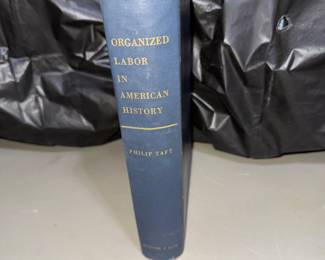 ORGANIZED
LABOR
IN
AMERICAN
HISTORY
PHILIP TAFT